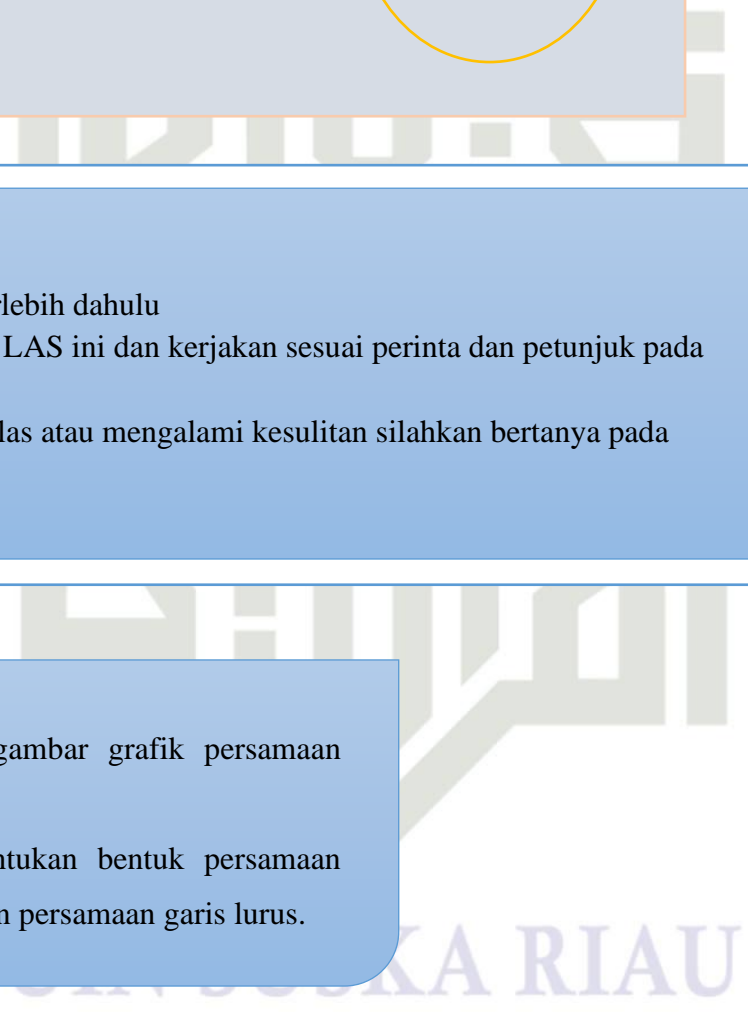 rlebih dahulu
LAS ini dan kerjakan sesuai perinta dan petunjuk pada
las atau mengalami kesulitan silahkan bertanya pada
gambar grafik persamaan
ntukan bentuk persamaan
n persamaan garis lurus.
KA RIAU